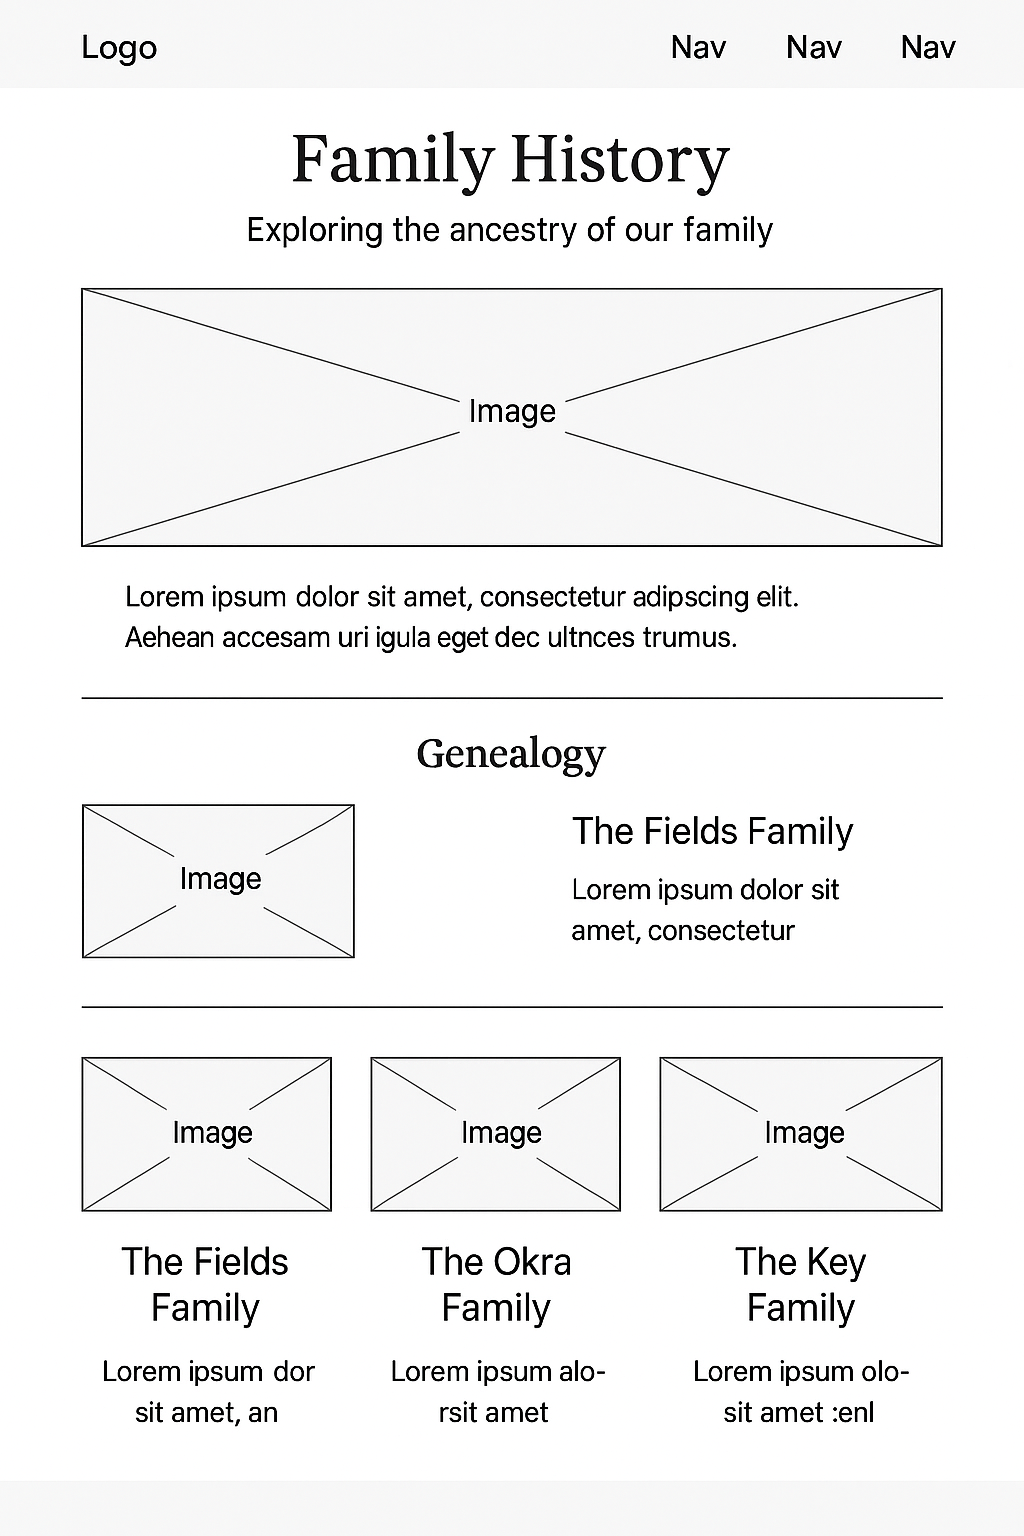 Logo
Nav Nav Nav
Family History
Exploring the ancestry of our family
Image
Lorem ipsum dolor sit amet, consectetur adipscing elit.
Aehean accesam uri igula eget dec ultnces trumus.
Genealogy
Image
The Fields Family
Lorem ipsum dolor sit
amet, consectetur
Image
Image
Image
The Fields
Family
Lorem ipsum dor
sit amet, an
The Okra
Family
Lorem ipsum alo-
rsit amet
The Key
Family
Lorem ipsum olo-
sit amet :enl